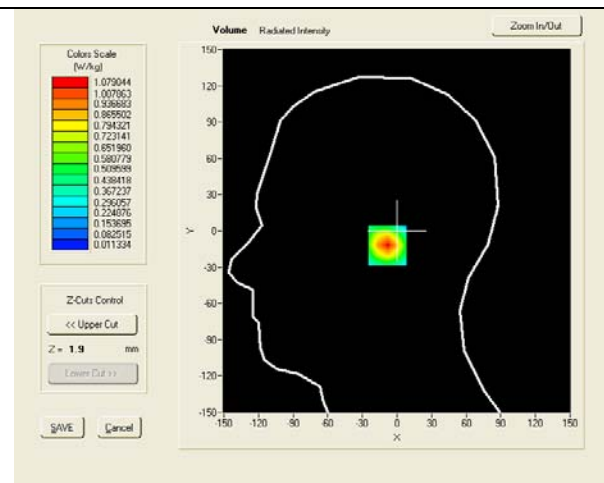 Volume Radiated Intensity
Zoom In/Out
Colors Scale
(W/kg)
1.079044
1.007863
0.936683
0.865502
0.794321
0.723141
0.651960
0.580779
0.509599
0.438418
0.367237
0.296057
0.224876
0.153695
0.082515
0.011334
Z-Cuts Control
<< Upper Cut
Z = 1.9 mm
Lower Cut >>
SAVE Cancel
150
120
90
60
30
0
-30
-60
-90
-120
-150
Y
-150 -120 -90 -60 -30 0 30 60 90 120 150
X